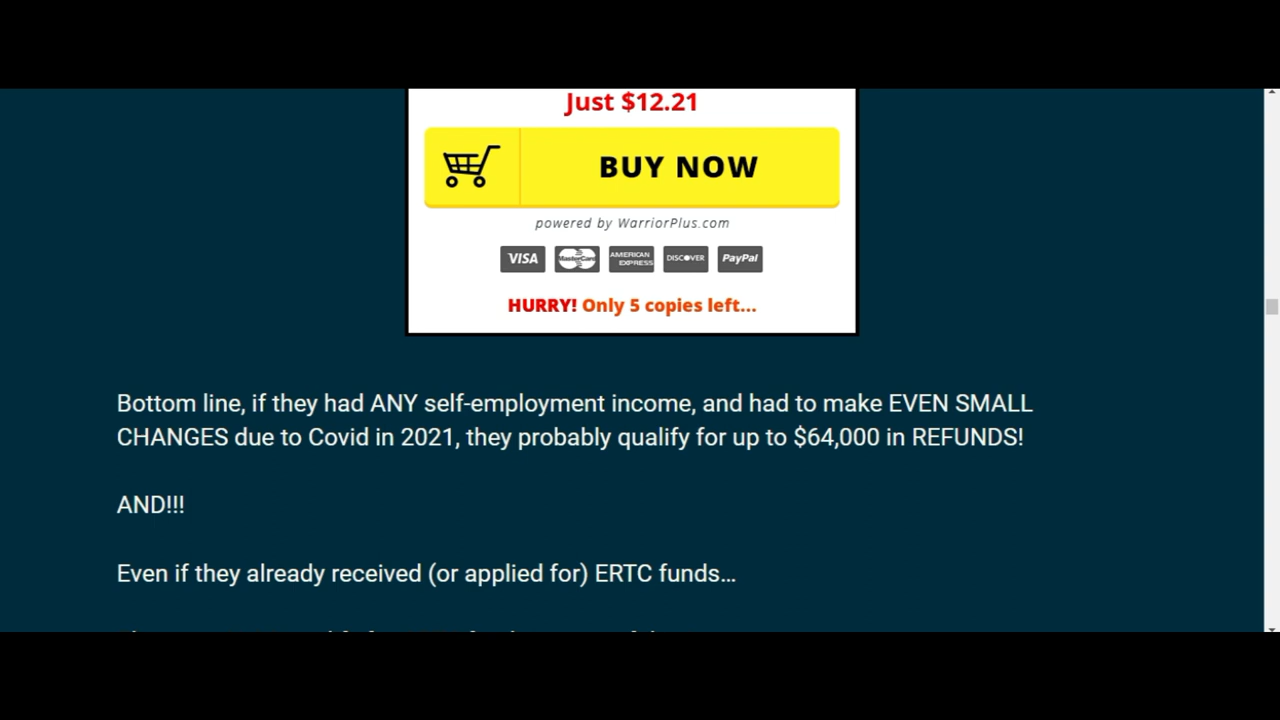 Just $12.21
BUY NOW
powered by WarriorPlus.com
VISA MasterCard AMERICAN EXPRESS DISCOVER PayPal
HURRY! Only 5 copies left...
Bottom line, if they had ANY self-employment income, and had to make EVEN SMALL
CHANGES due to Covid in 2021, they probably qualify for up to $64,000 in REFUNDS!
AND!!!
Even if they already received (or applied for) ERTC funds…